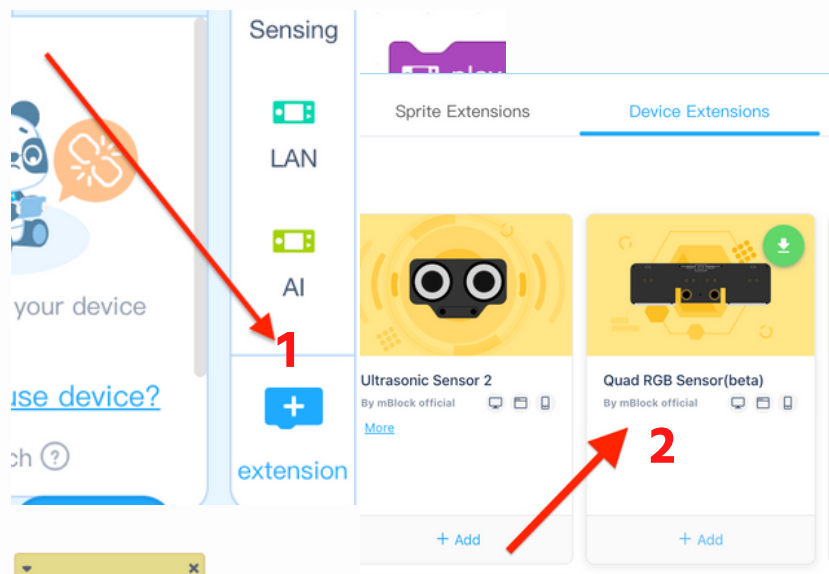 Sensing
LAN
AI
1
your device
use device?
extension
Sprite Extensions
Device Extensions
Ultrasonic Sensor 2
By mBlock official
More
+ Add
Quad RGB Sensor(beta)
By mBlock official
2
+ Add